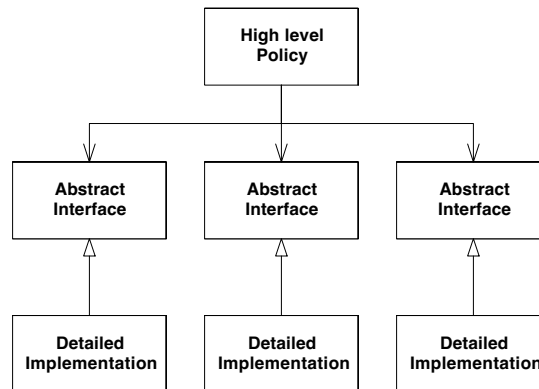 High level
Policy
Abstract
Interface
Abstract
Interface
Abstract
Interface
Detailed
Implementation
Detailed
Implementation
Detailed
Implementation